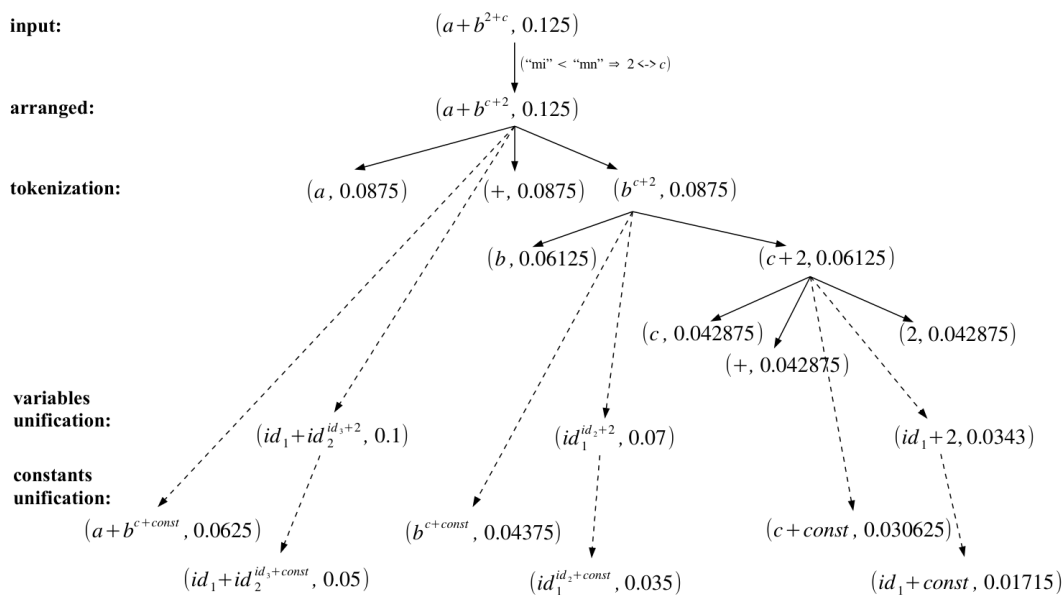 input: (a+b^{2+c}, 0.125)
("mi" < "mn" ⇒ 2 <-> c)
arranged: (a+b^{c+2}, 0.125)
tokenization: (a, 0.0875) (+, 0.0875) (b^{c+2}, 0.0875)
(b, 0.06125) (c+2, 0.06125)
(c, 0.042875) (2, 0.042875)
(+, 0.042875)
variables
unification:
(id_1+id_2^{id_3+2}, 0.1) (id_1^{id_2+2}, 0.07) (id_1+2, 0.0343)
constants
unification:
(a+b^{c+const}, 0.0625) (b^{c+const}, 0.04375) (c+const, 0.030625)
(id_1+id_2^{id_3+const}, 0.05) (id_1^{id_2+const}, 0.035) (id_1+const, 0.01715)